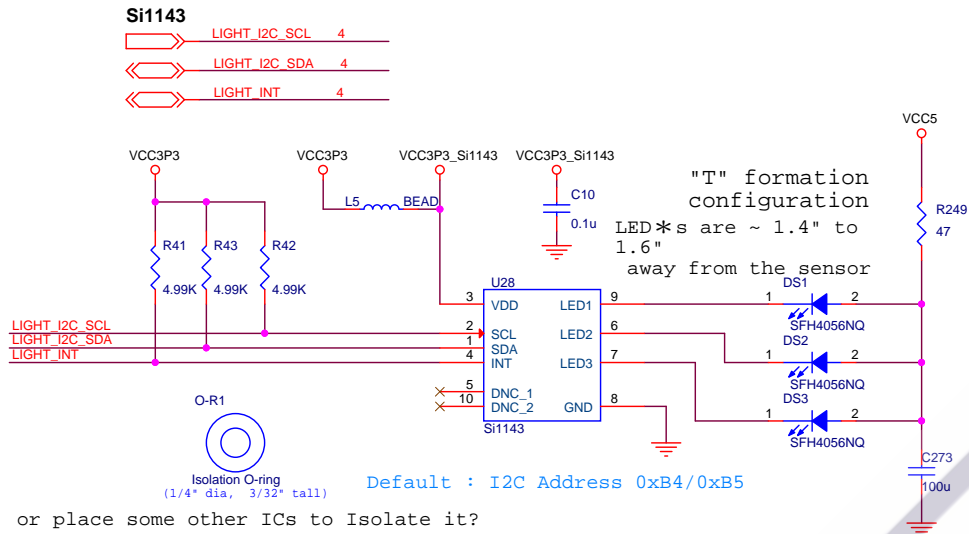 Si1143
LIGHT_I2C_SCL 4
LIGHT_I2C_SDA 4
LIGHT_INT 4
VCC5
VCC3P3 VCC3P3 VCC3P3_Si1143 VCC3P3_Si1143
"T" formation
configuration
LED*s are ~ 1.4" to
1.6"
away from the sensor
L5 BEAD
C10
0.1u
R249
47
R41 R43 R42
4.99K 4.99K 4.99K
U28
3 VDD LED1 9
2 SCL LED2 6
1 SDA
4 INT LED3 7
5 DNC_1
10 DNC_2 GND 8
Si1143
LIGHT_I2C_SCL
LIGHT_I2C_SDA
LIGHT_INT
DS1
1 2
SFH4056NQ
DS2
1 2
SFH4056NQ
DS3
1 2
SFH4056NQ
C273
100u
O-R1
Isolation O-ring
(1/4" dia, 3/32" tall)
Default : I2C Address 0xB4/0xB5
or place some other ICs to Isolate it?